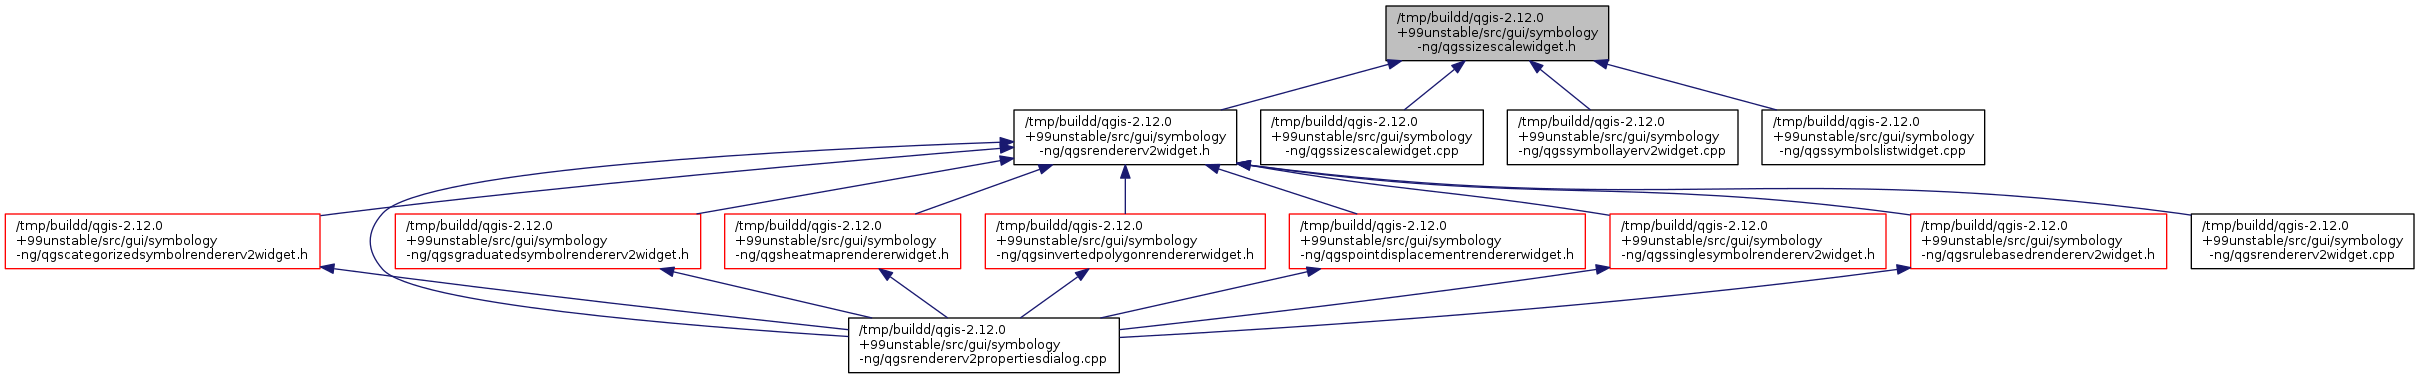 /tmp/buildd/qgis-2.12.0
+99unstable/src/gui/symbology
-ng/qgssizescalewidget.h
/tmp/buildd/qgis-2.12.0
+99unstable/src/gui/symbology
-ng/qgsrendererv2widget.h
/tmp/buildd/qgis-2.12.0
+99unstable/src/gui/symbology
-ng/qgssizescalewidget.cpp
/tmp/buildd/qgis-2.12.0
+99unstable/src/gui/symbology
-ng/qgssymbollayerv2widget.cpp
/tmp/buildd/qgis-2.12.0
+99unstable/src/gui/symbology
-ng/qgssymbolslistwidget.cpp
/tmp/buildd/qgis-2.12.0
+99unstable/src/gui/symbology
-ng/qgscategorizedsymbolrendererv2widget.h
/tmp/buildd/qgis-2.12.0
+99unstable/src/gui/symbology
-ng/qgsgraduatedsymbolrendererv2widget.h
/tmp/buildd/qgis-2.12.0
+99unstable/src/gui/symbology
-ng/qgsheatmaprendererwidget.h
/tmp/buildd/qgis-2.12.0
+99unstable/src/gui/symbology
-ng/qgsinvertedpolygonrendererwidget.h
/tmp/buildd/qgis-2.12.0
+99unstable/src/gui/symbology
-ng/qgspointdisplacementrendererwidget.h
/tmp/buildd/qgis-2.12.0
+99unstable/src/gui/symbology
-ng/qgssinglesymbolrendererv2widget.h
/tmp/buildd/qgis-2.12.0
+99unstable/src/gui/symbology
-ng/qgsrulebasedrendererv2widget.h
/tmp/buildd/qgis-2.12.0
+99unstable/src/gui/symbology
-ng/qgsrendererv2widget.cpp
/tmp/buildd/qgis-2.12.0
+99unstable/src/gui/symbology
-ng/qgsrendererv2propertiesdialog.cpp